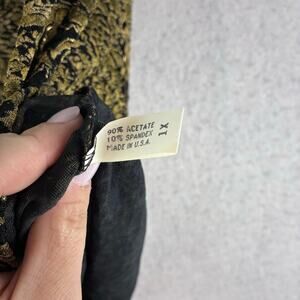 90% ACETATE
10% SPANDEX
MADE IN U.S.A.
1X